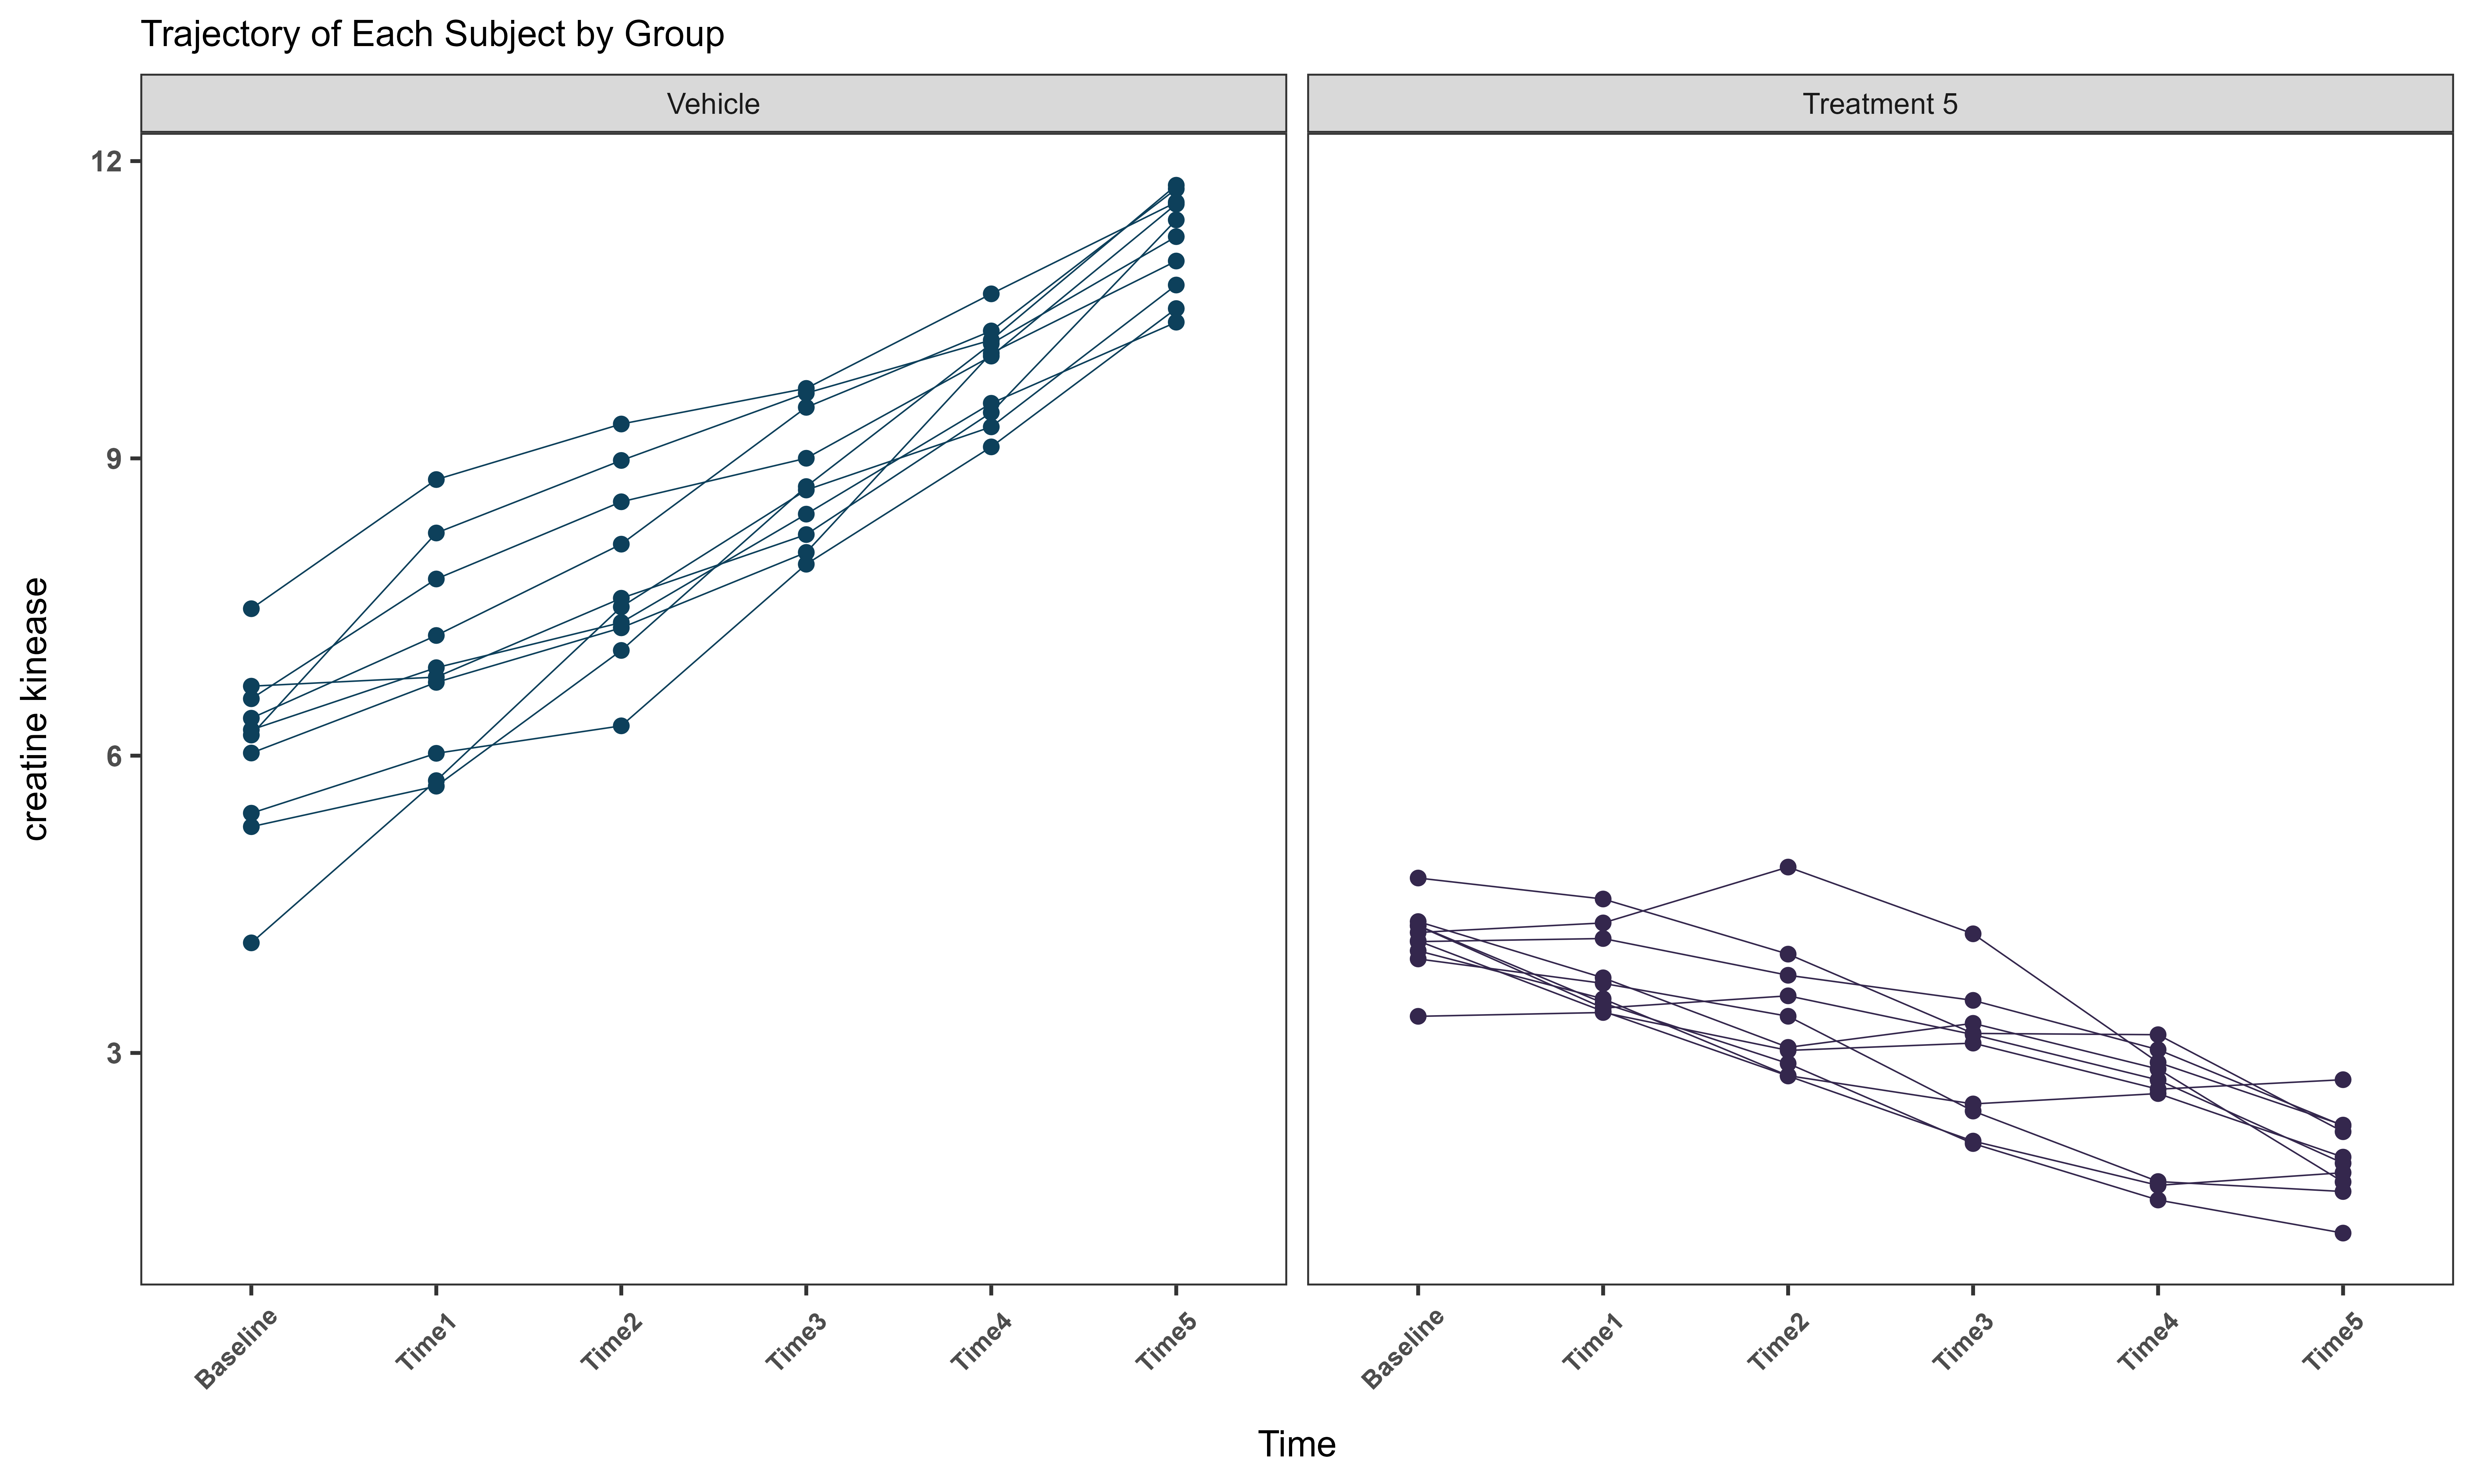 Trajectory of Each Subject by Group
Vehicle
Treatment 5
12
9
6
3
creatine kinease
Baseline
Time1
Time2
Time3
Time4
Time5
Baseline
Time1
Time2
Time3
Time4
Time5
Time